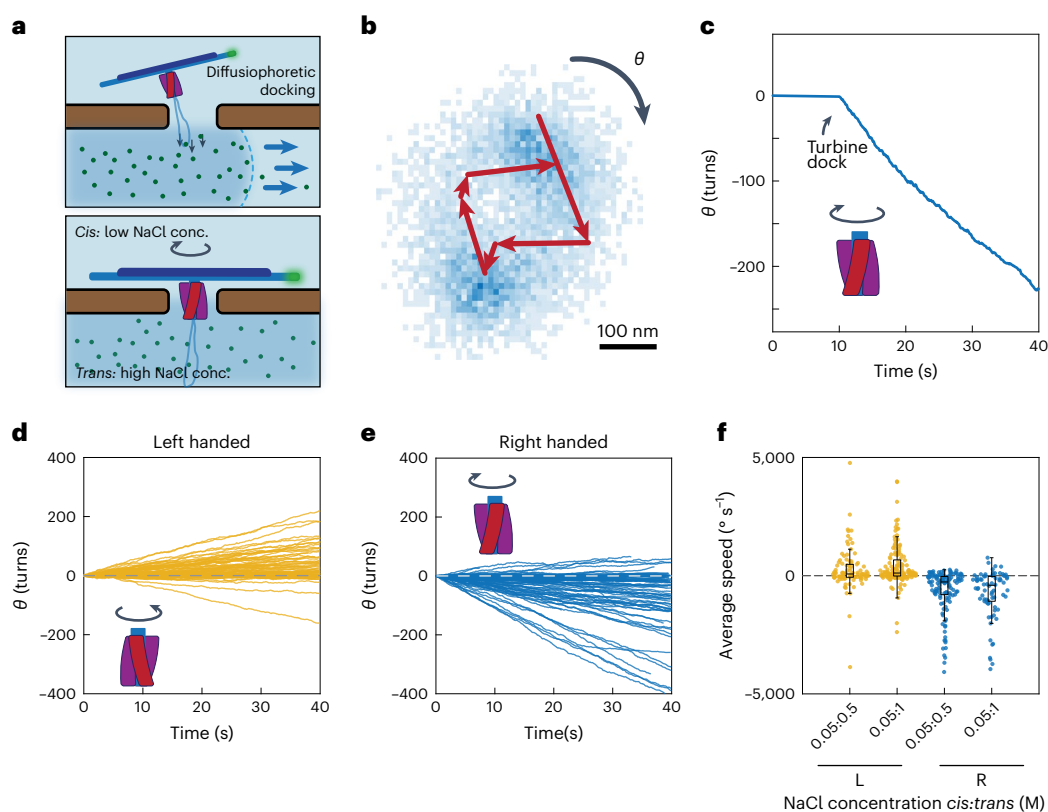 a
Diffusiophoretic
docking
Cis: low NaCl conc.
Trans: high NaCl conc.
b
θ
100 nm
c
0
−100
−200
θ (turns)
Turbine
dock
0
10
20
30
40
Time (s)
d
Left handed
400
200
0
−200
−400
θ (turns)
0
10
20
30
40
Time (s)
e
Right handed
400
200
0
−200
−400
θ (turns)
0
10
20
30
40
Time(s)
f
5,000
0
−5,000
Average speed (° s⁻¹)
0.05:0.5
0.05:1
0.05:0.5
0.05:1
L
R
NaCl concentration cis:trans (M)